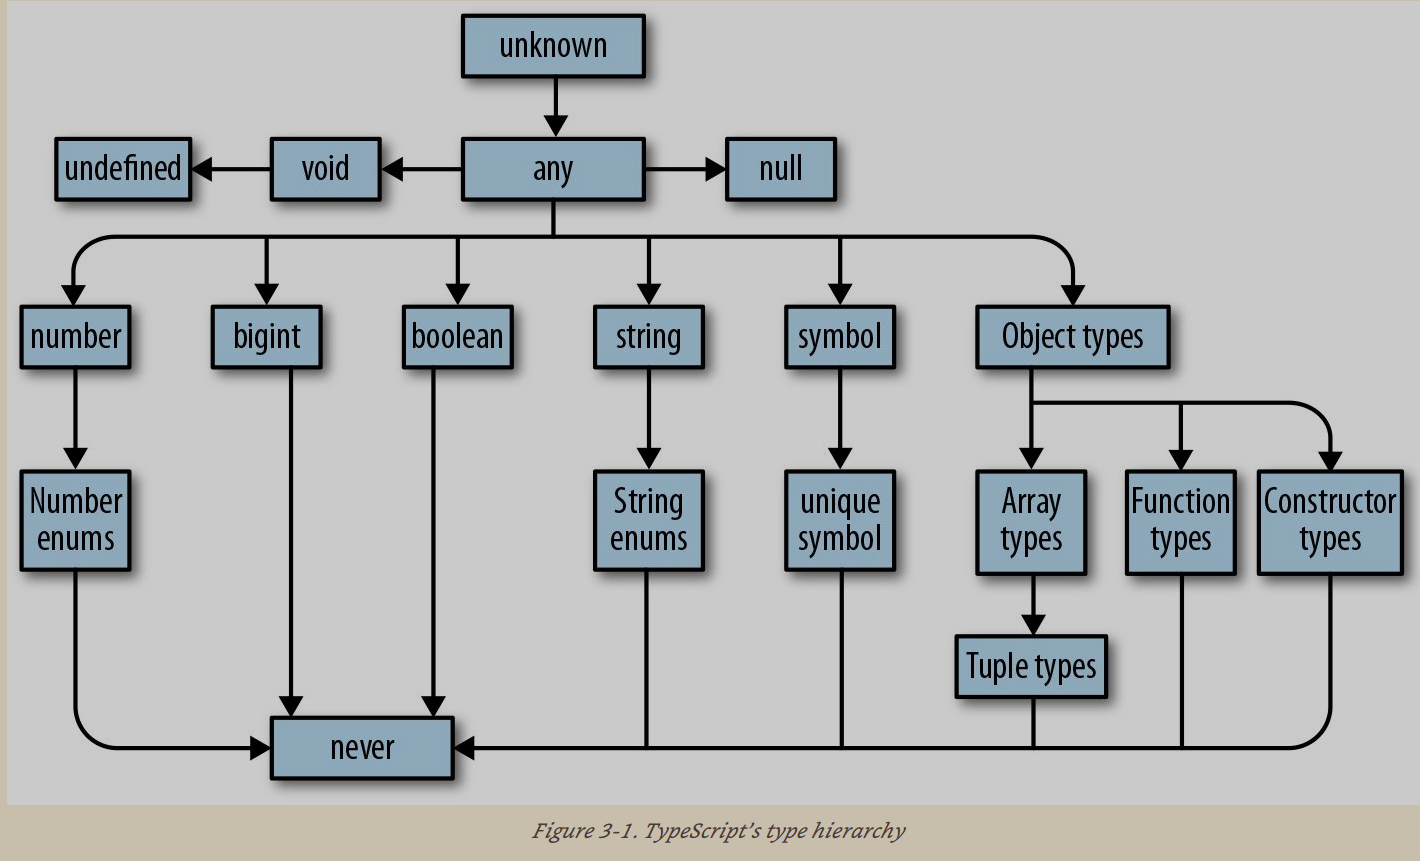 unknown
undefined
void
any
null
number
bigint
boolean
string
symbol
Object types
Number
enums
String
enums
unique
symbol
Array
types
Function
types
Constructor
types
Tuple types
never
Figure 3-1. TypeScript’s type hierarchy